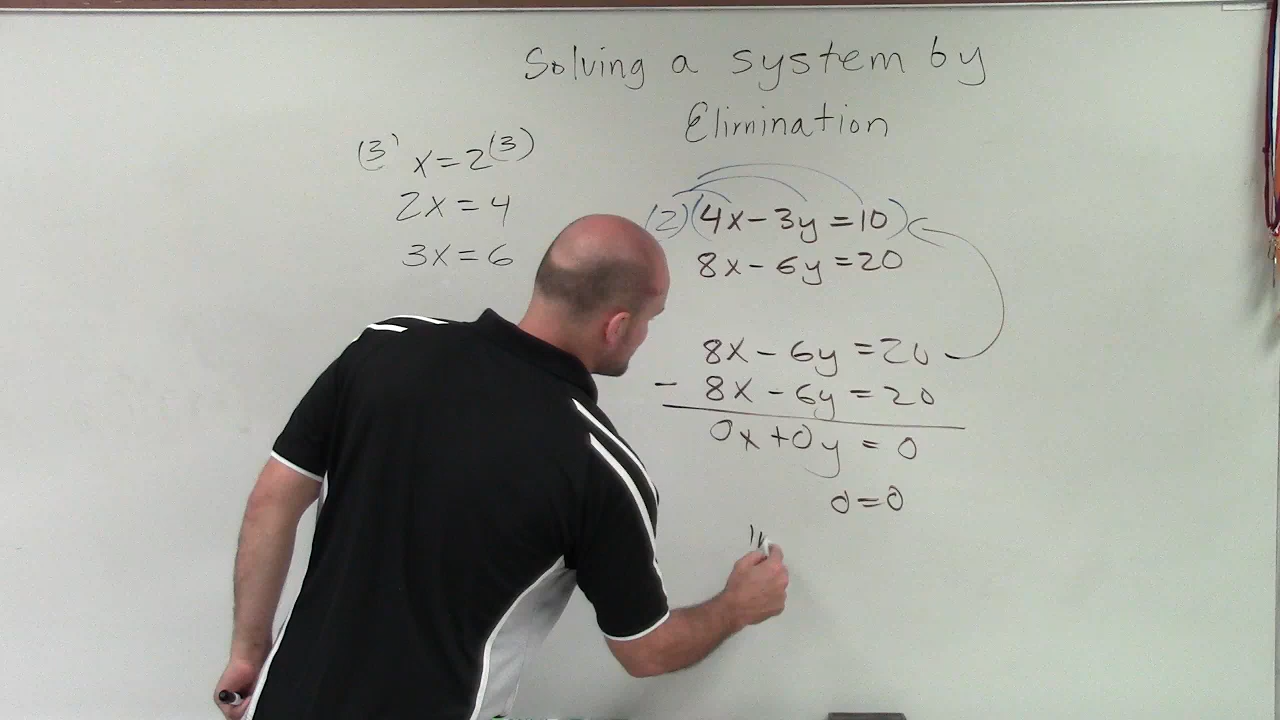 Solving a system by
Elimination
(3) x=2(3)
2x=4
3x=6
(2)(4x-3y=10)
8x-6y=20
8x-6y=20
- 8x-6y=20
0x+0y=0
0=0